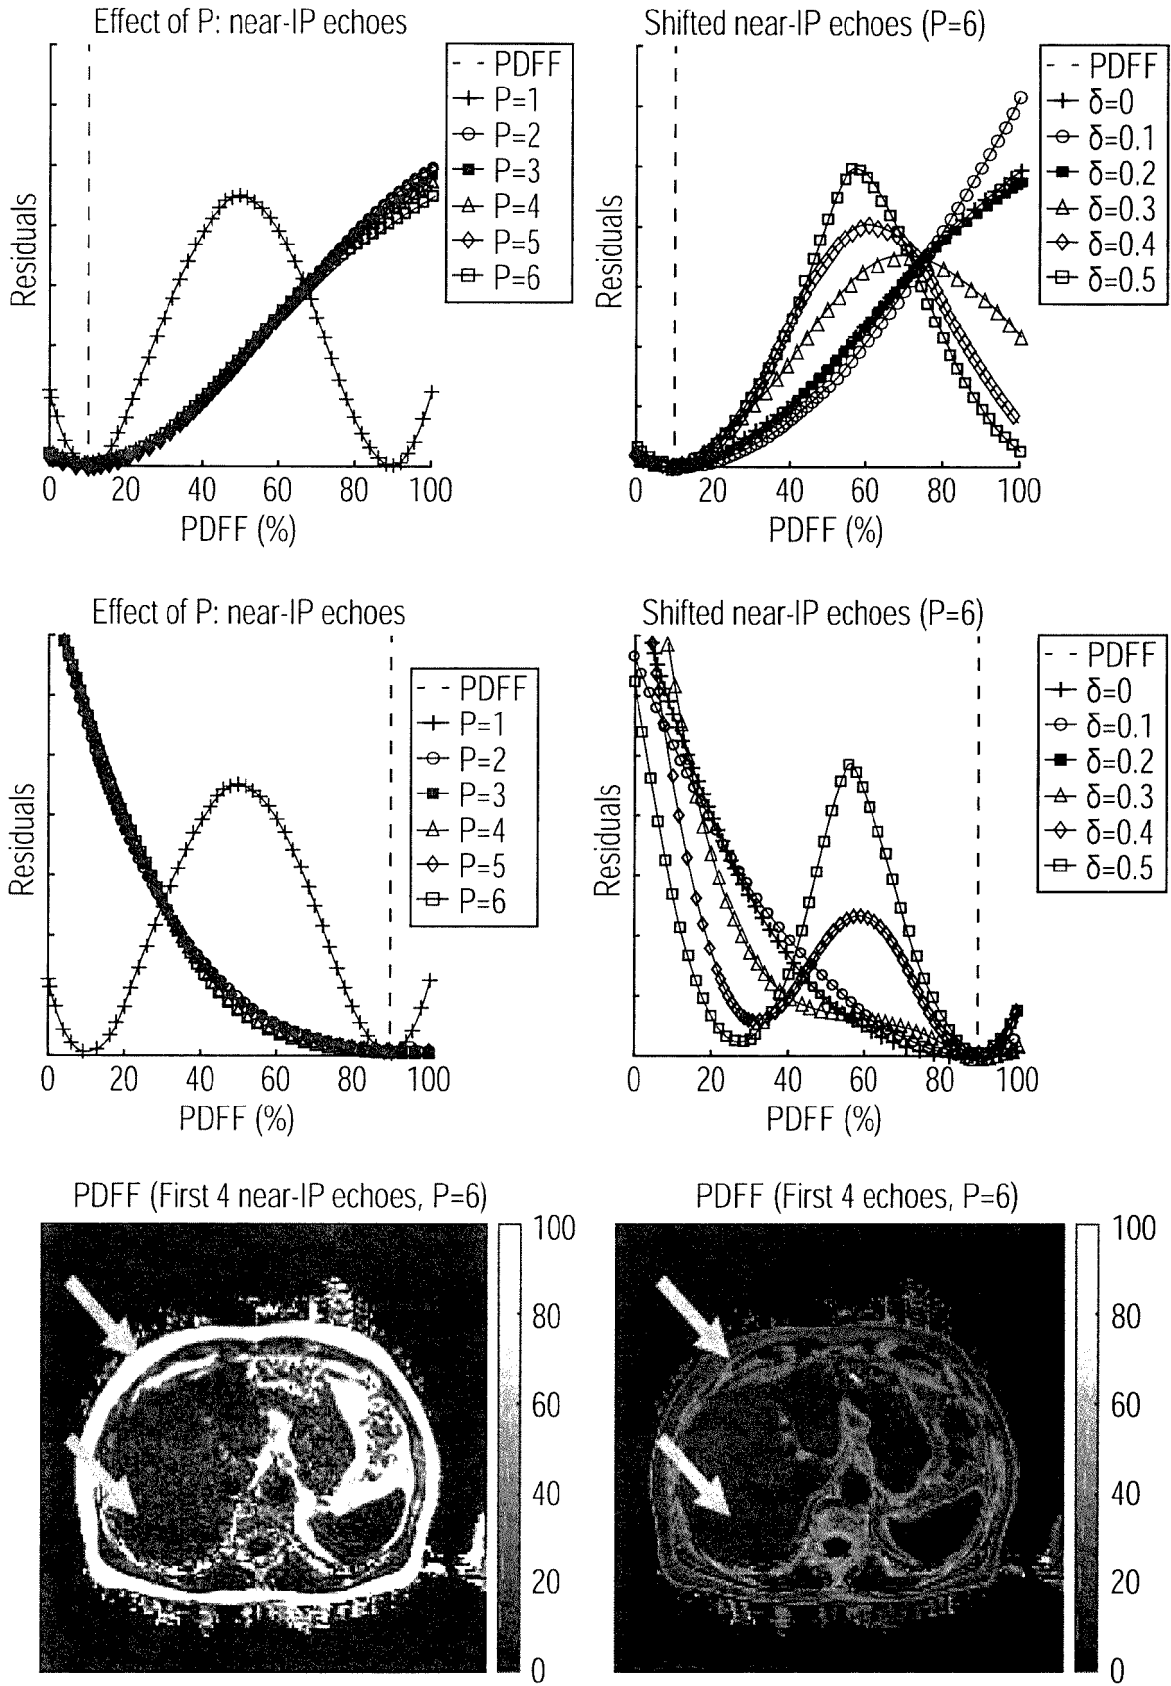 Effect of P: near-IP echoes
Residuals
PDFF
P=1
P=2
P=3
P=4
P=5
P=6
0 20 40 60 80 100
PDFF (%)
Shifted near-IP echoes (P=6)
Residuals
PDFF
δ=0
δ=0.1
δ=0.2
δ=0.3
δ=0.4
δ=0.5
0 20 40 60 80 100
PDFF (%)
Effect of P: near-IP echoes
Residuals
PDFF
P=1
P=2
P=3
P=4
P=5
P=6
0 20 40 60 80 100
PDFF (%)
Shifted near-IP echoes (P=6)
Residuals
PDFF
δ=0
δ=0.1
δ=0.2
δ=0.3
δ=0.4
δ=0.5
0 20 40 60 80 100
PDFF (%)
PDFF (First 4 near-IP echoes, P=6)
100
80
60
40
20
0
PDFF (First 4 echoes, P=6)
100
80
60
40
20
0